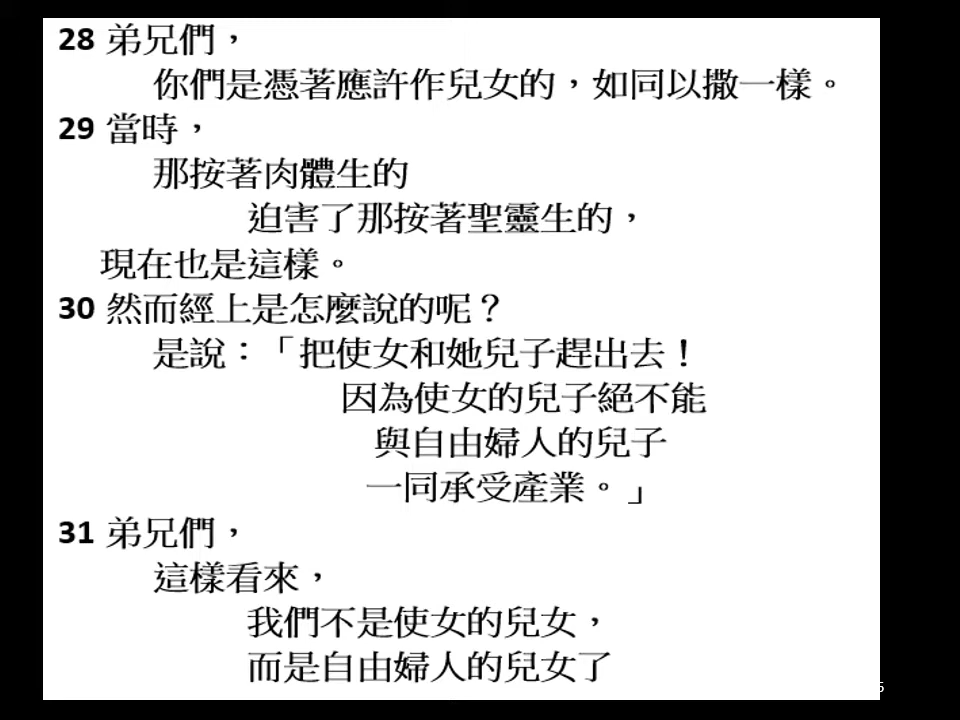 28 弟兄們，
你們是憑著應許作兒女的，如同以撒一樣。
29 當時，
那按著肉體生的
迫害了那按著聖靈生的，
現在也是這樣。
30 然而經上是怎麼說的呢？
是說：「把使女和她兒子趕出去！
因為使女的兒子絕不能
與自由婦人的兒子
一同承受產業。」
31 弟兄們，
這樣看來，
我們不是使女的兒女，
而是自由婦人的兒女了